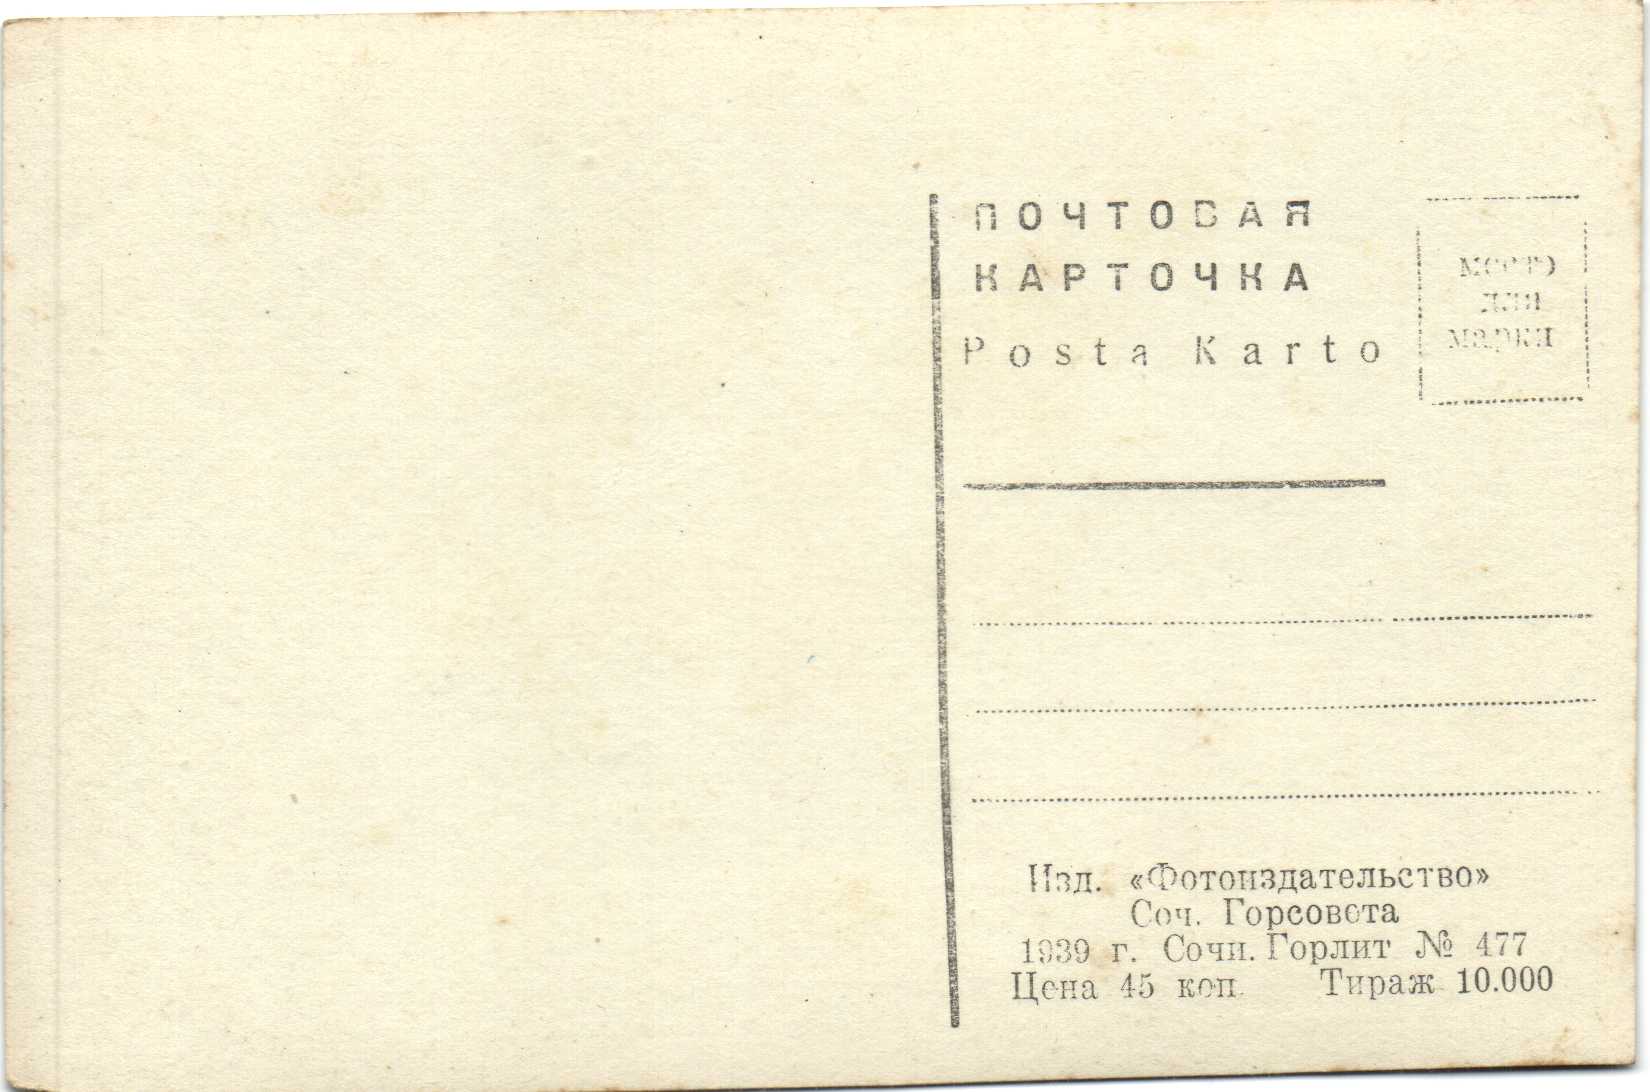 ПОЧТОВАЯ
КАРТОЧКА
Posta Karto
место
для
марки
Изд. «Фотоиздательство»
Соч. Горсовета
1939 г. Сочи. Горлит № 477
Цена 45 коп. Тираж 10.000